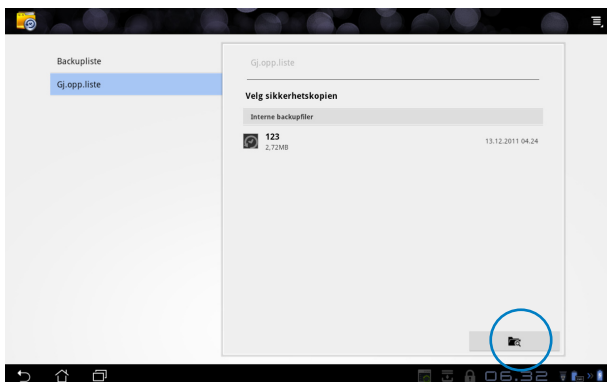 Backupliste
Gj.opp.liste
Gj.opp.liste
Velg sikkerhetskopien
Interne backupfiler
123
2,72MB
13.12.2011 04.24
06:32